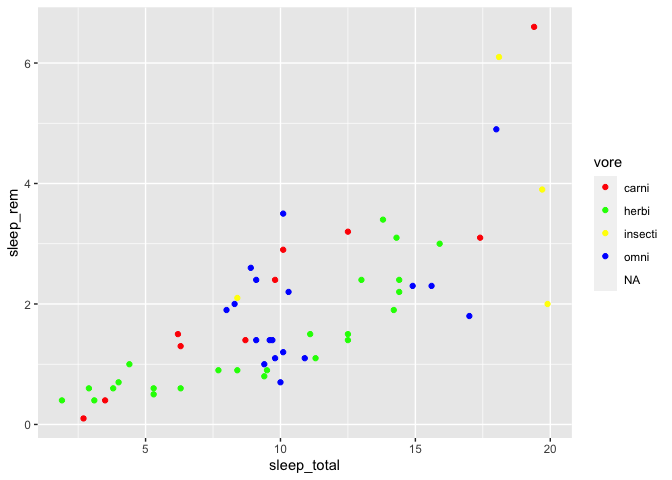 6
4
2
0
sleep_rem
5
10
15
20
sleep_total
vore
carni
herbi
insecti
omni
NA